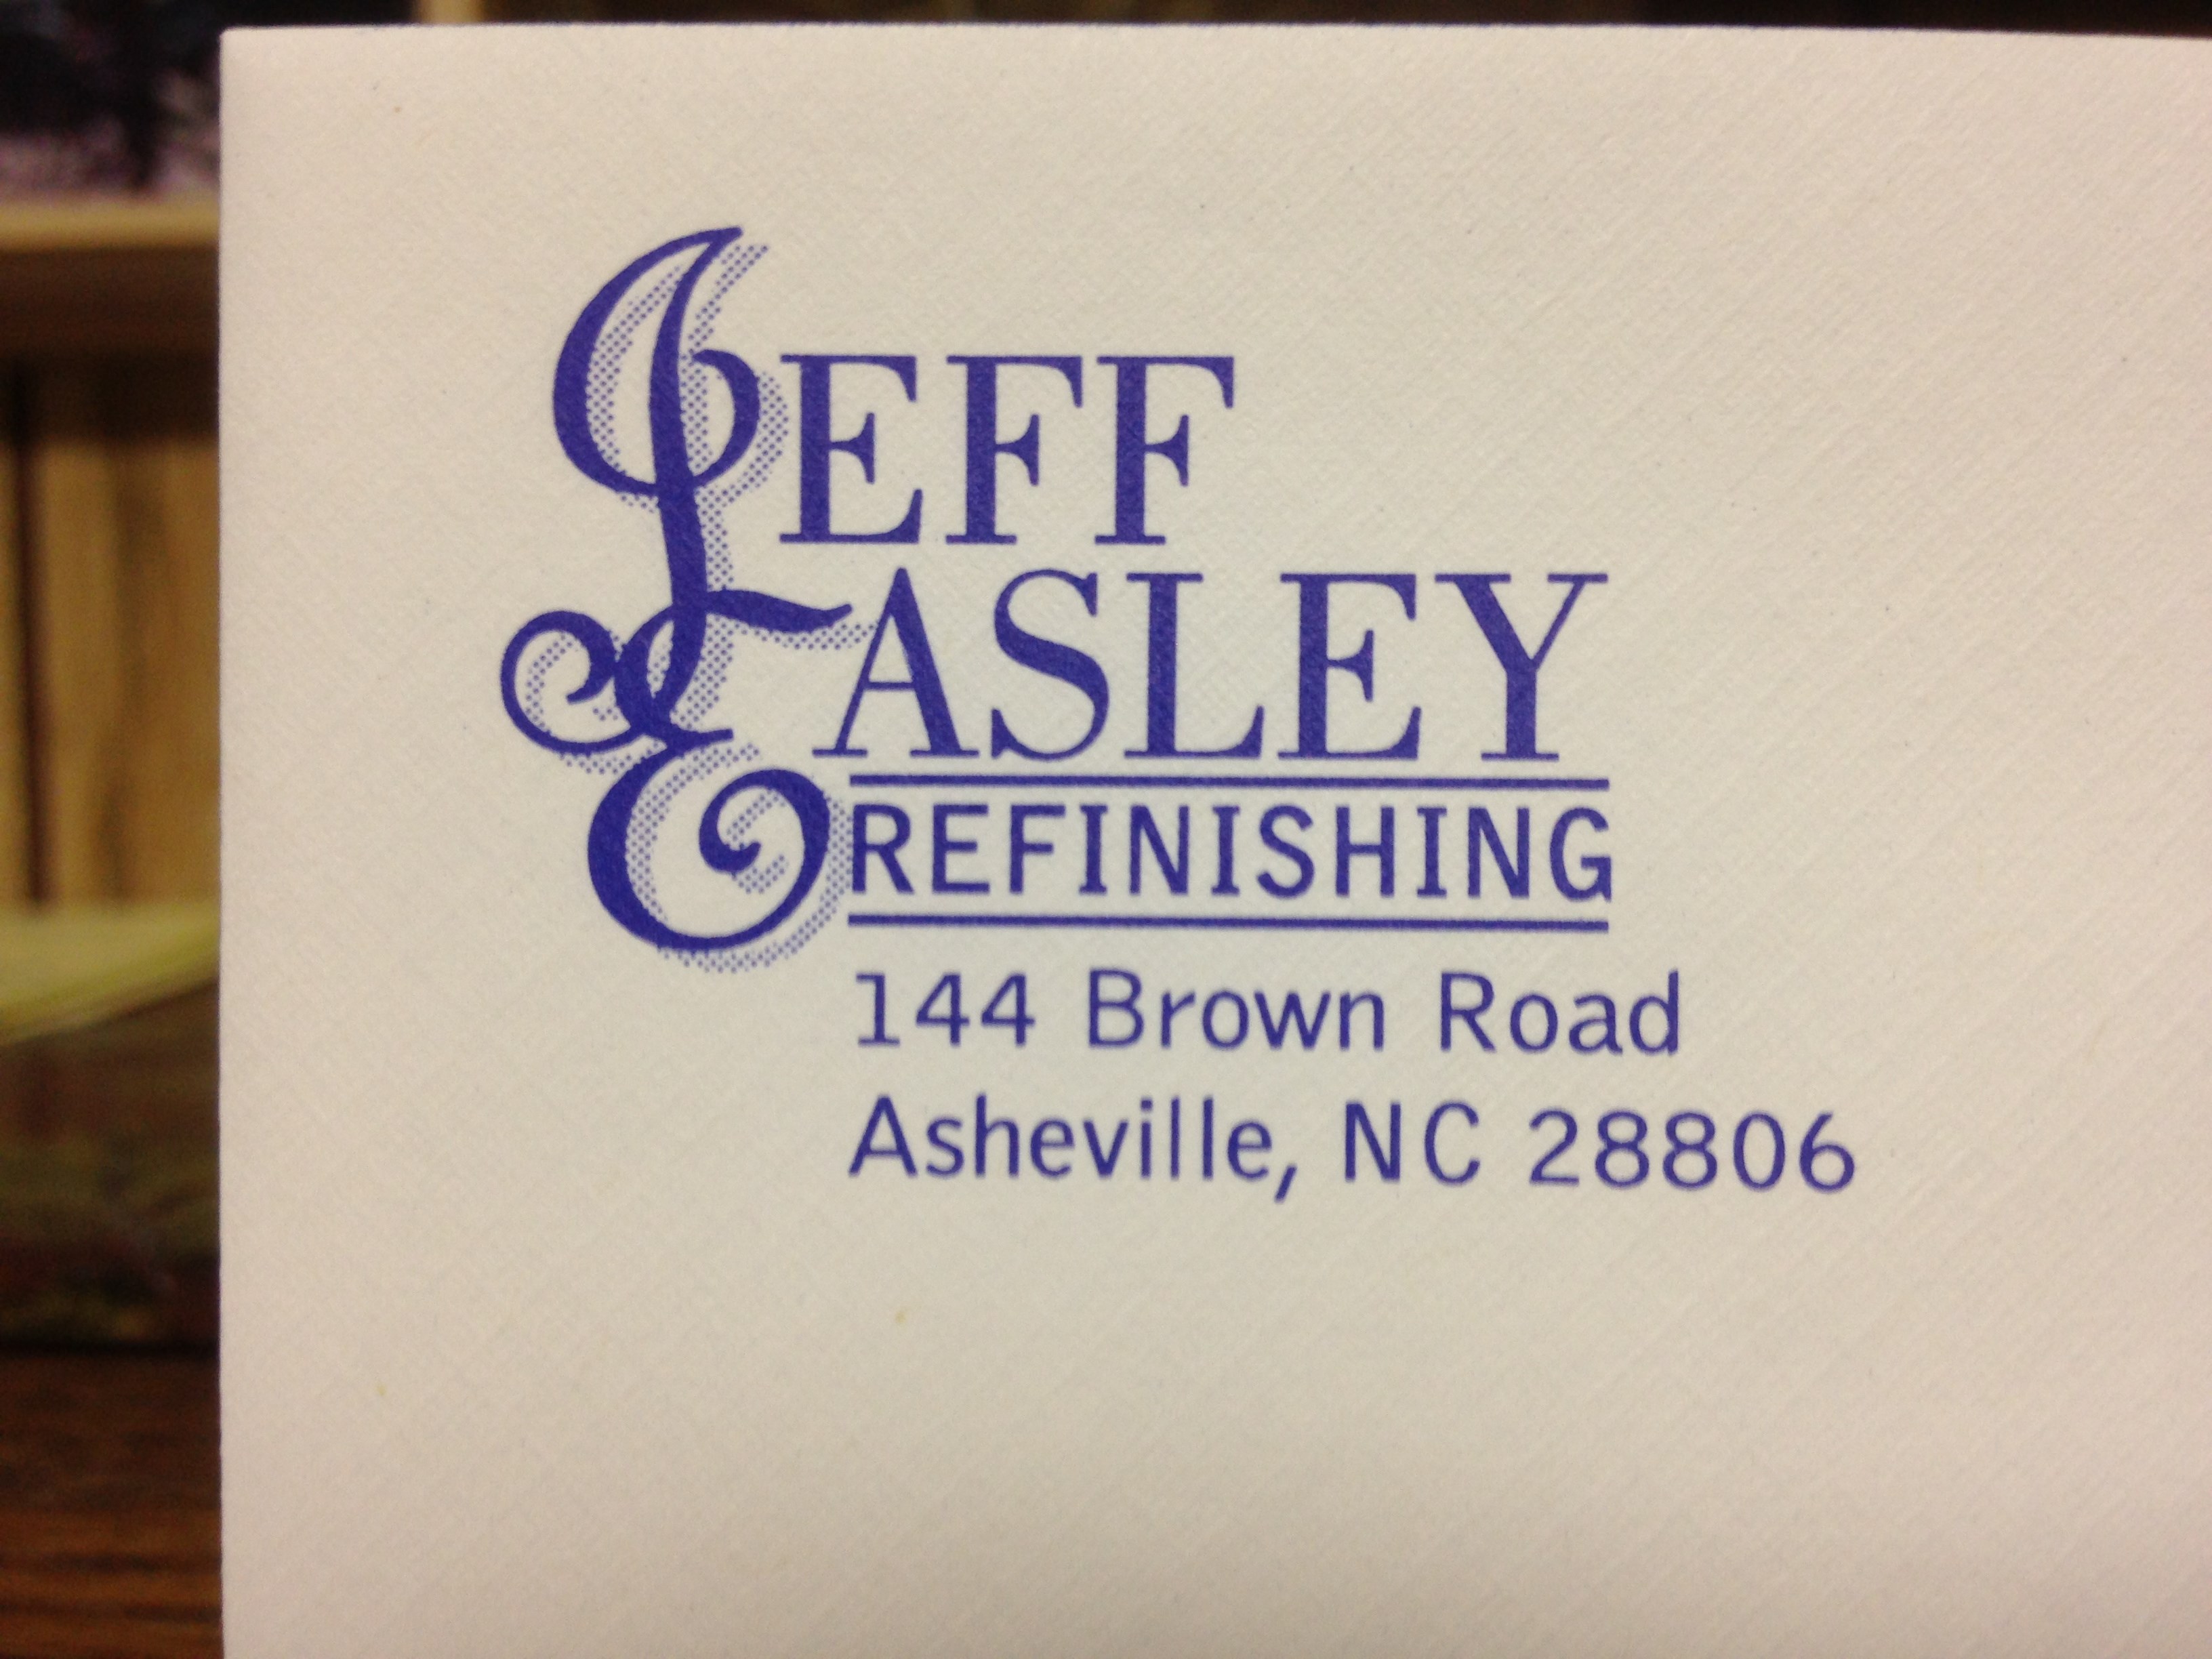 JEFF
EASLEY
REFINISHING
144 Brown Road
Asheville, NC 28806